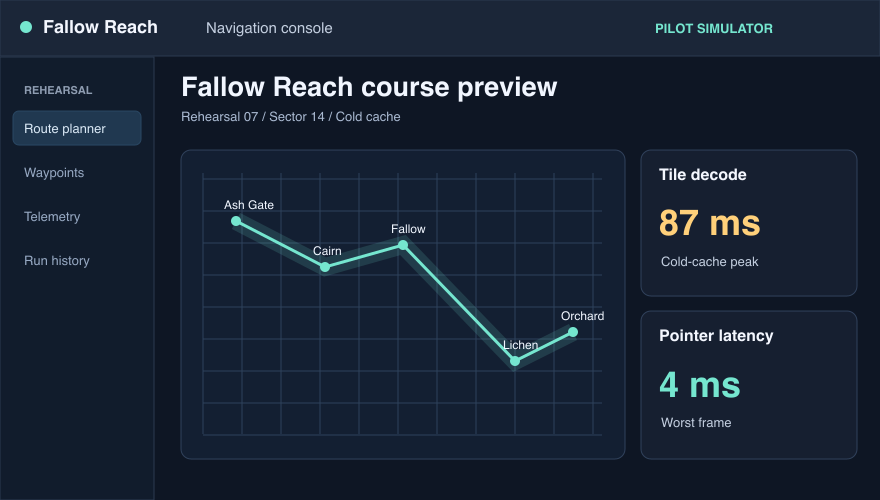 Fallow Reach
Navigation console
PILOT SIMULATOR
REHEARSAL
Route planner
Waypoints
Telemetry
Run history
Fallow Reach course preview
Rehearsal 07 / Sector 14 / Cold cache
Ash Gate
Cairn
Fallow
Lichen
Orchard
Tile decode
87 ms
Cold-cache peak
Pointer latency
4 ms
Worst frame